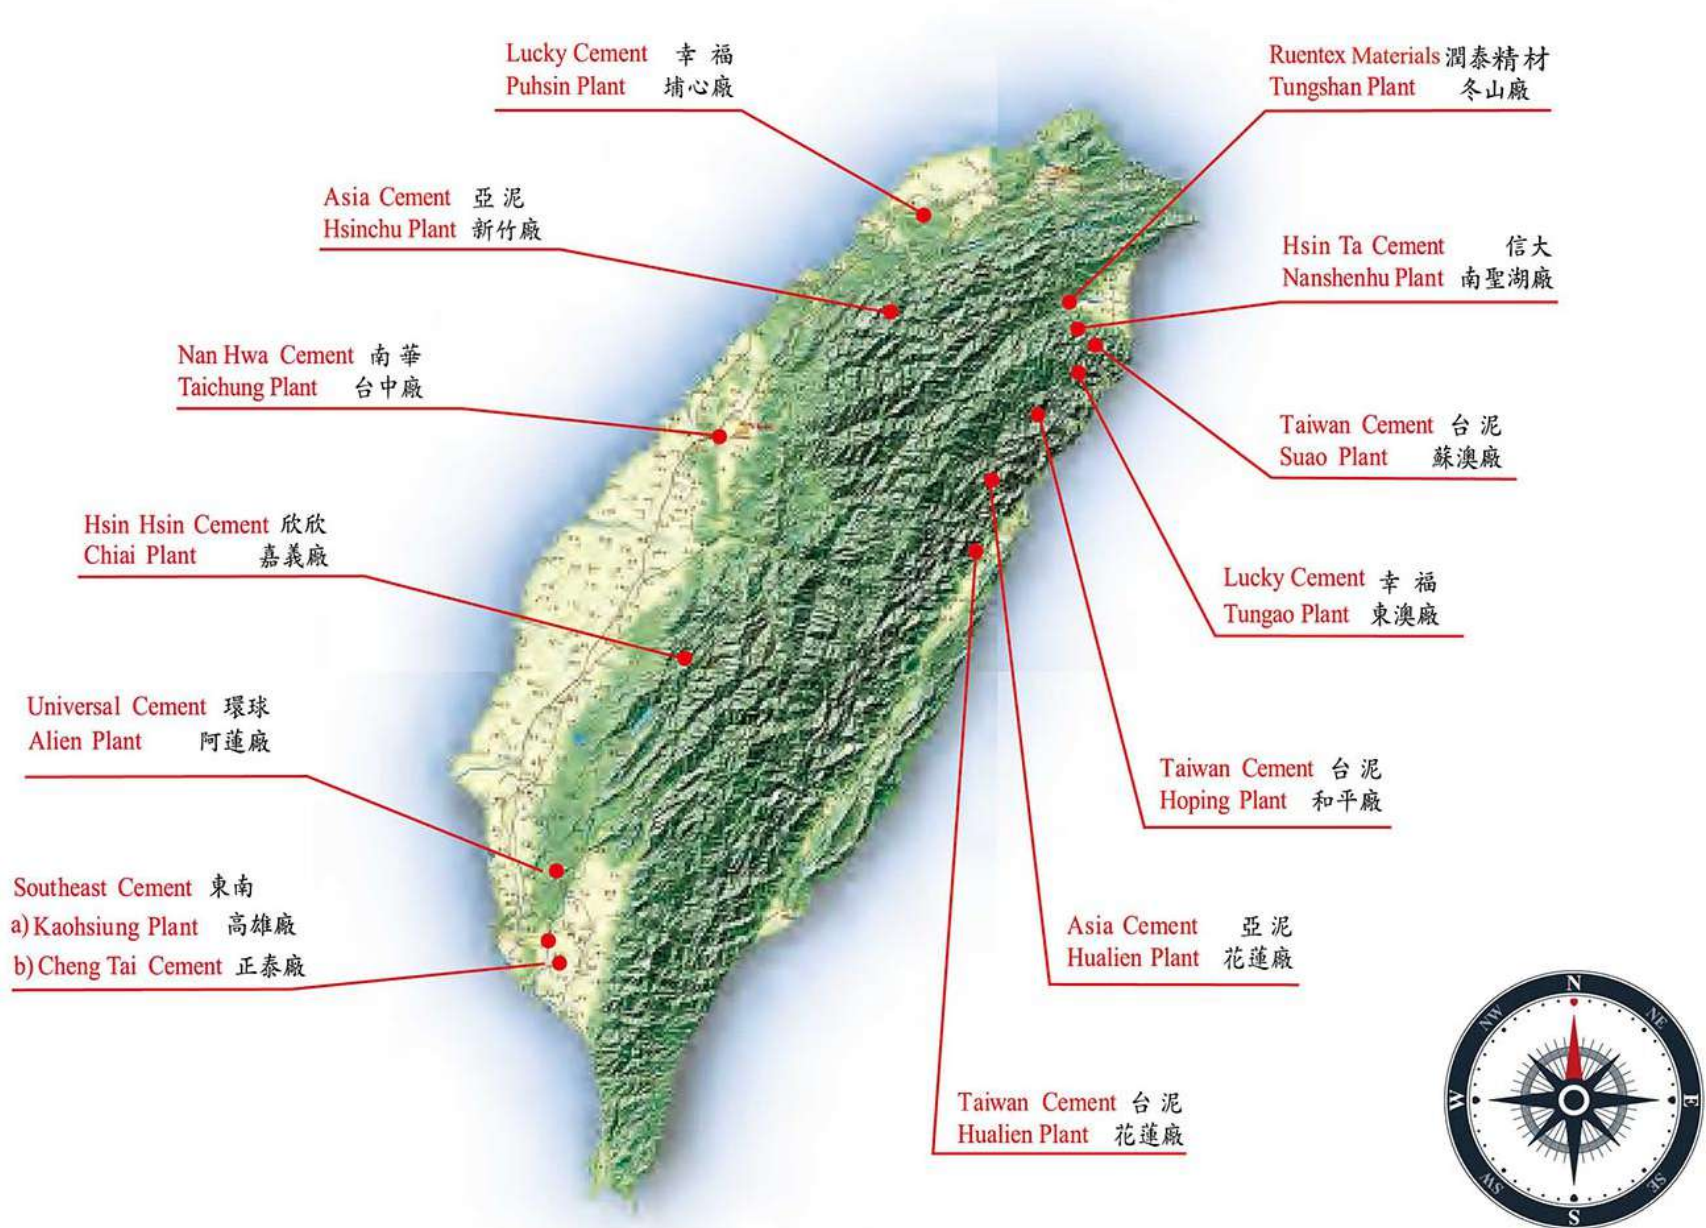 Lucky Cement 幸福
Puhsin Plant 埔心廠
Ruentex Materials 潤泰精材
Tungshan Plant 冬山廠
Asia Cement 亞泥
Hsinchu Plant 新竹廠
Hsin Ta Cement 信大
Nanshenhu Plant 南聖湖廠
Nan Hwa Cement 南華
Taichung Plant 台中廠
Taiwan Cement 台泥
Suao Plant 蘇澳廠
Hsin Hsin Cement 欣欣
Chiai Plant 嘉義廠
Lucky Cement 幸福
Tungao Plant 東澳廠
Universal Cement 環球
Alien Plant 阿蓮廠
Taiwan Cement 台泥
Hoping Plant 和平廠
Southeast Cement 東南
a) Kaohsiung Plant 高雄廠
b) Cheng Tai Cement 正泰廠
Asia Cement 亞泥
Hualien Plant 花蓮廠
Taiwan Cement 台泥
Hualien Plant 花蓮廠
N
NW
NE
W
E
SW
SE
S